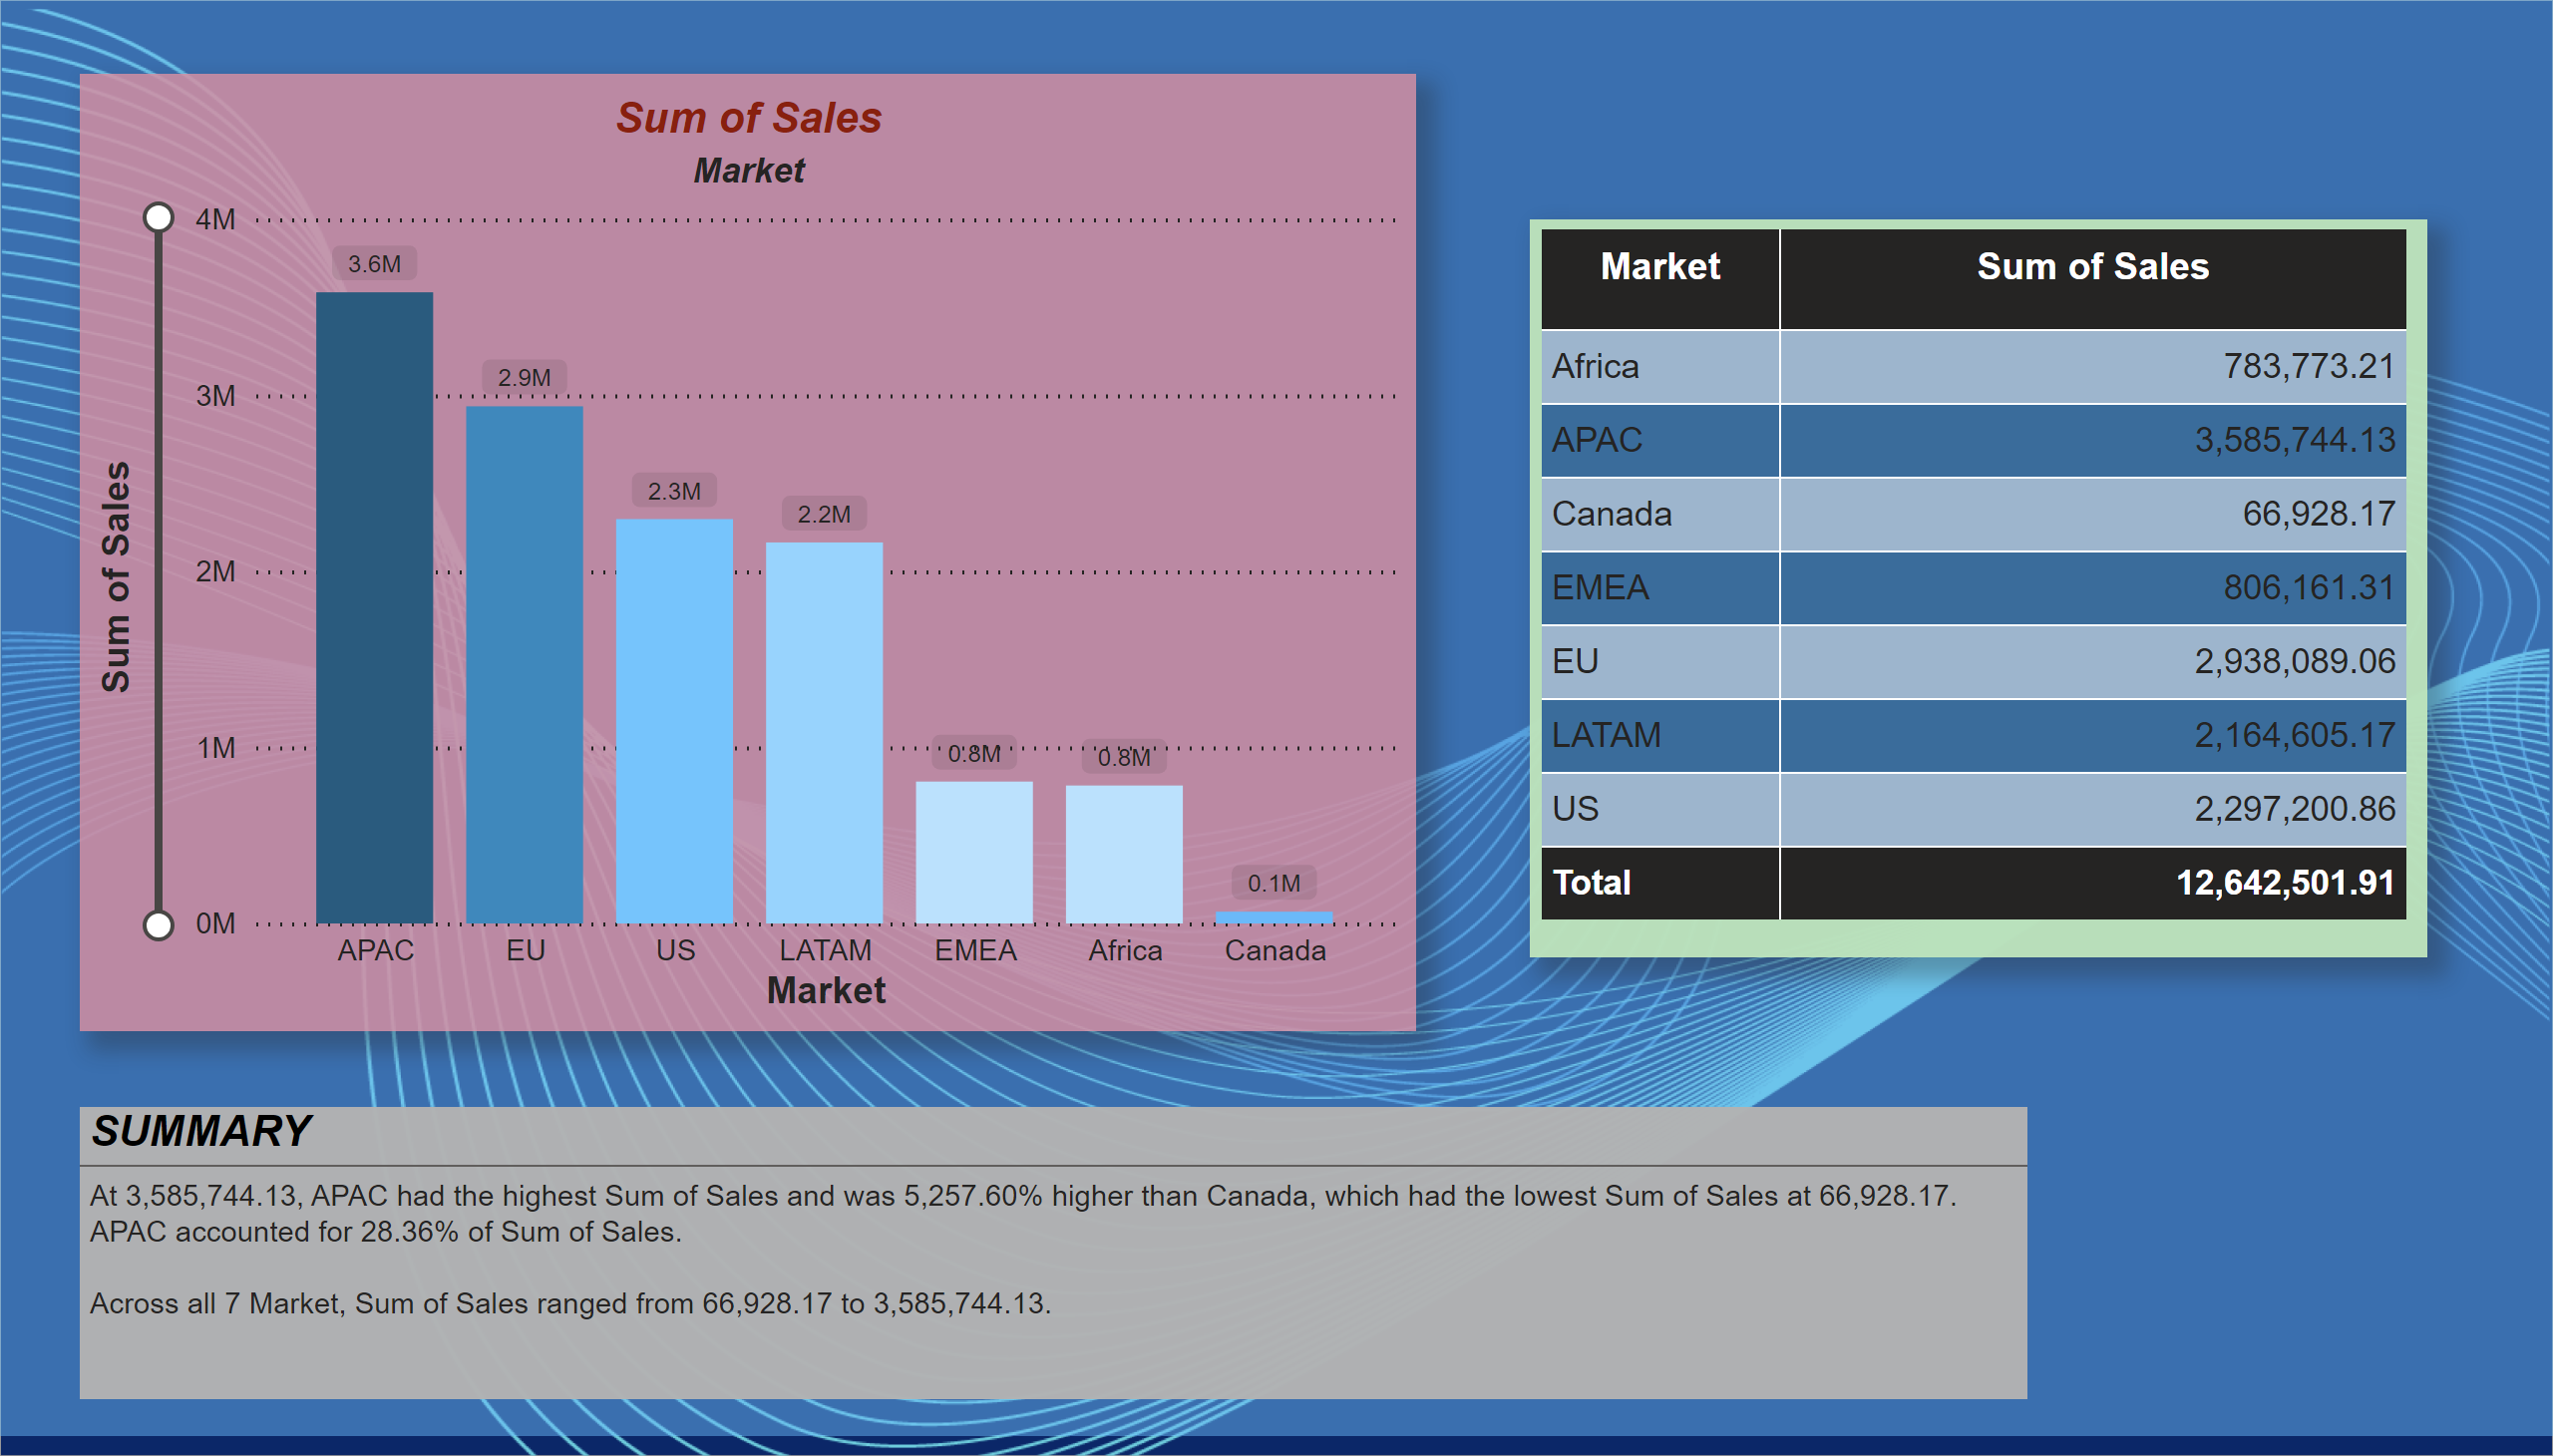 Sum of Sales
Market
Sum of Sales
4M
3M
2M
1M
0M
3.6M
2.9M
2.3M
2.2M
0.8M
0.8M
0.1M
APAC EU US LATAM EMEA Africa Canada
Market
Market Sum of Sales
Africa 783,773.21
APAC 3,585,744.13
Canada 66,928.17
EMEA 806,161.31
EU 2,938,089.06
LATAM 2,164,605.17
US 2,297,200.86
Total 12,642,501.91
SUMMARY
At 3,585,744.13, APAC had the highest Sum of Sales and was 5,257.60% higher than Canada, which had the lowest Sum of Sales at 66,928.17.
APAC accounted for 28.36% of Sum of Sales.
Across all 7 Market, Sum of Sales ranged from 66,928.17 to 3,585,744.13.